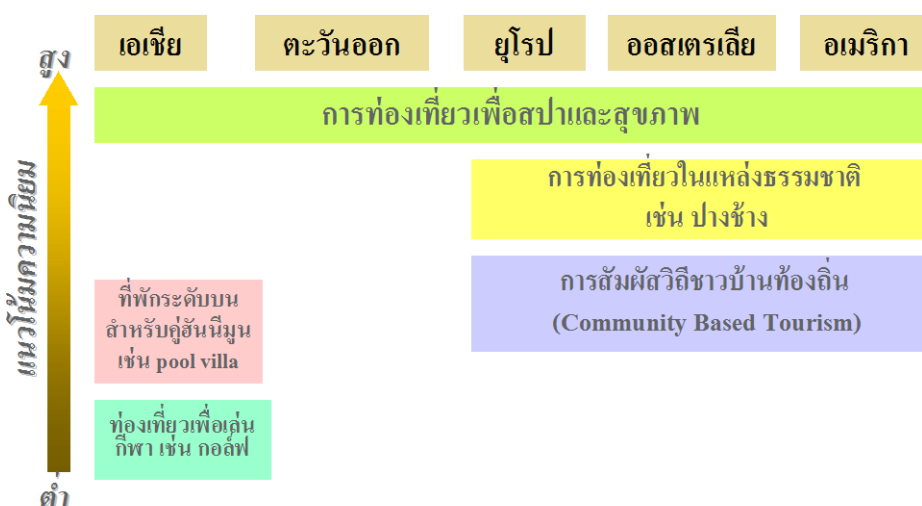 สูง
เอเชีย
ตะวันออก
ยุโรป
ออสเตรเลีย
อเมริกา
การท่องเที่ยวเพื่อสปาและสุขภาพ
การท่องเที่ยวในแหล่งธรรมชาติ
เช่น ปางช้าง
แนวโน้มความนิยม
การสัมผัสวิถีชาวบ้านท้องถิ่น
(Community Based Tourism)
ที่พักระดับบน
สำหรับคู่ฮันนีมูน
เช่น pool villa
ท่องเที่ยวเพื่อเล่น
กีฬา เช่น กอล์ฟ
ต่ำ